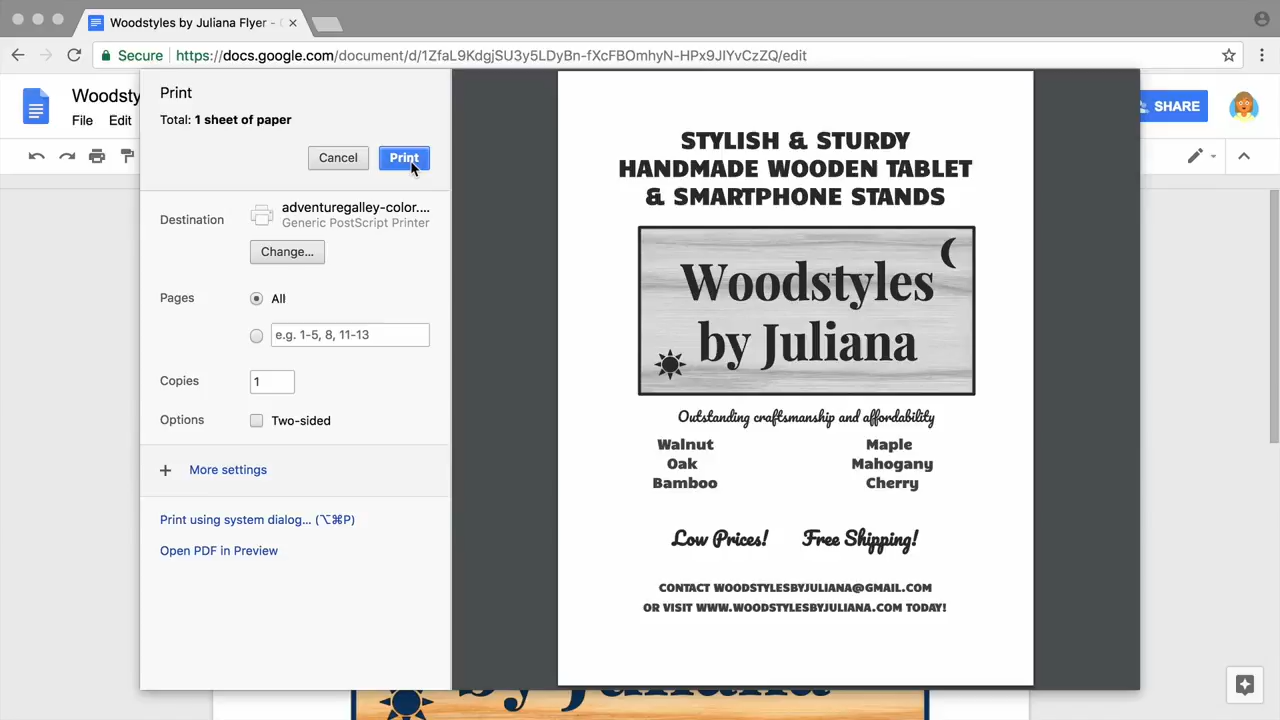 Woodstyles by Juliana Flyer -
Secure https://docs.google.com/document/d/1ZfaL9KdgjSU3y5LDyBn-fXcFBOmhyN-HPx9JIYvCzZQ/edit
Woodsty
File Edit
SHARE
Print
Total: 1 sheet of paper
Cancel Print
Destination
adventuregalley-color....
Generic PostScript Printer
Change...
Pages
All
e.g. 1-5, 8, 11-13
Copies
1
Options
Two-sided
+ More settings
Print using system dialog... (⌥⌘P)
Open PDF in Preview
STYLISH & STURDY
HANDMADE WOODEN TABLET
& SMARTPHONE STANDS
Woodstyles
by Juliana
Outstanding craftsmanship and affordability
Walnut Maple
Oak Mahogany
Bamboo Cherry
Low Prices! Free Shipping!
CONTACT WOODSTYLESBYJULIANA@GMAIL.COM
OR VISIT WWW.WOODSTYLESBYJULIANA.COM TODAY!
by Juliana